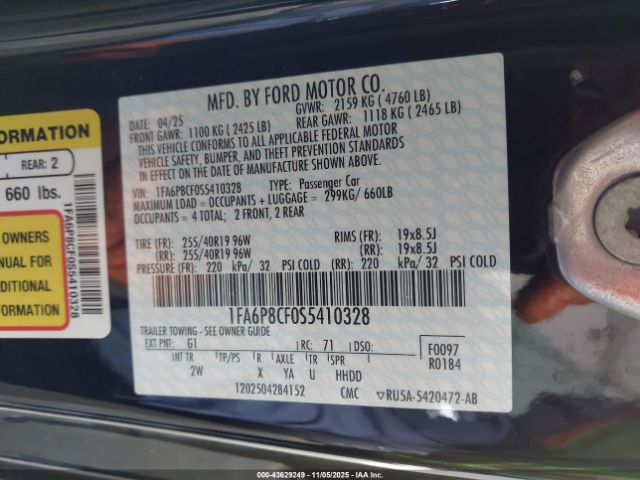 MFD. BY FORD MOTOR CO.
DATE: 04/25
GVWR: 2159 KG ( 4760 LB)
FRONT GAWR: 1100 KG ( 2425 LB)
REAR GAWR: 1118 KG ( 2465 LB)
THIS VEHICLE CONFORMS TO ALL APPLICABLE FEDERAL MOTOR
VEHICLE SAFETY, BUMPER, AND THEFT PREVENTION STANDARDS
IN EFFECT ON THE DATE OF MANUFACTURE SHOWN ABOVE.
VIN: 1FA6P8CF0S5410328 TYPE: Passenger Car
MAXIMUM LOAD = OCCUPANTS + LUGGAGE = 299KG/ 660LB
OCCUPANTS = 4 TOTAL; 2 FRONT, 2 REAR
TIRE (FR): 255/40R19 96W RIMS (FR): 19x8.5J
(RR): 255/40R19 96W (RR): 19x8.5J
PRESSURE (FR): 220 kPa/ 32 PSI COLD (RR): 220 kPa/ 32 PSI COLD
1FA6P8CF0S5410328
TRAILER TOWING - SEE OWNER GUIDE
EXT PNT: G1 RC: 71 DSO: F0097
INT TR TP/PS R AXLE TR SPR R0184
2W X YA U HHDD
1202504284152 CMC RU5A-5420472-AB
ORMATION
REAR: 2
660 lbs.
OWNERS
NUAL FOR
DITIONAL
RMATION
1FA6P8CF0S5410328
000-43629249 - 11/05/2025 - IAA Inc.